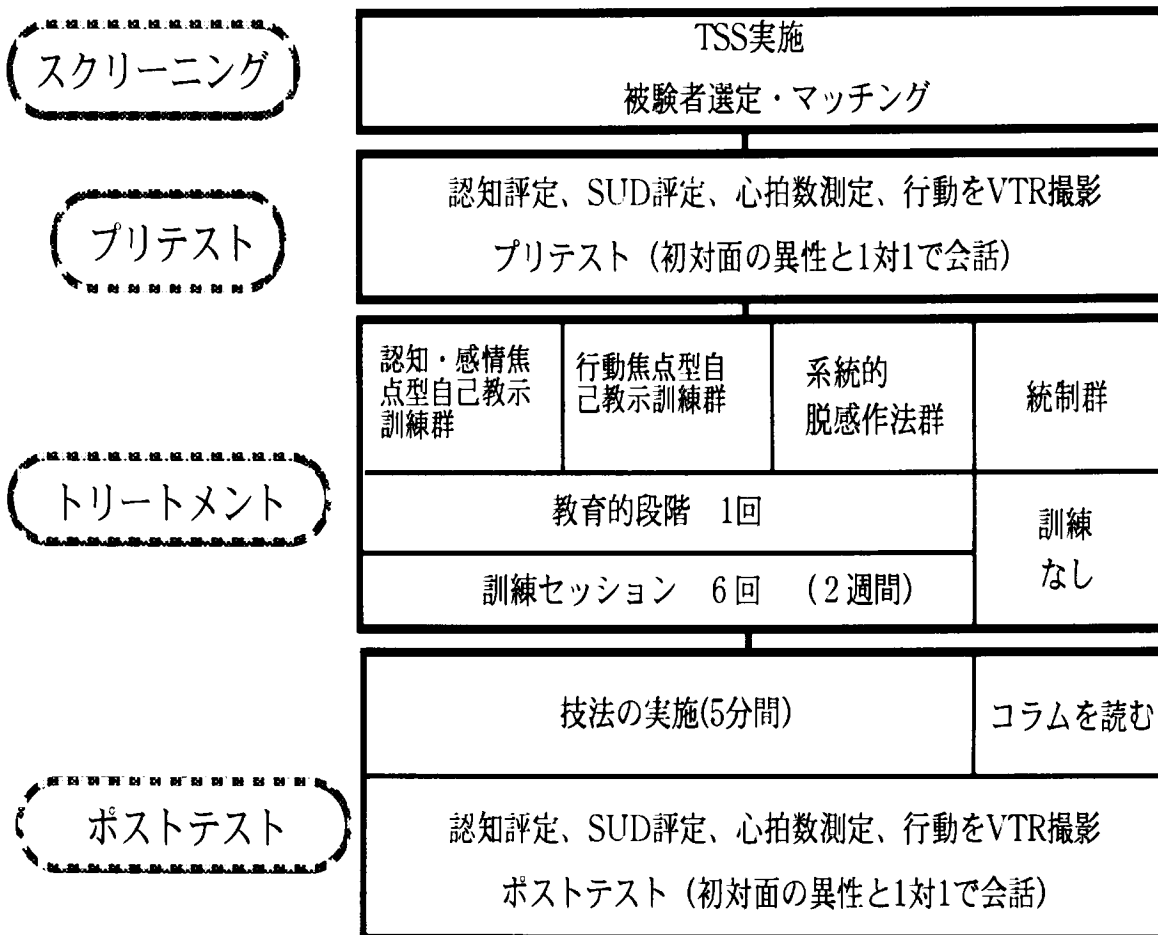 スクリーニング
TSS実施
被験者選定・マッチング
プリテスト
認知評定、SUD評定、心拍数測定、行動をVTR撮影
プリテスト（初対面の異性と1対1で会話）
トリートメント
認知・感情焦
点型自己教示
訓練群
行動焦点型自
己教示訓練群
系統的
脱感作法群
統制群
教育的段階 1回
訓練セッション 6回 （2週間）
訓練
なし
ポストテスト
技法の実施(5分間)
コラムを読む
認知評定、SUD評定、心拍数測定、行動をVTR撮影
ポストテスト（初対面の異性と1対1で会話）